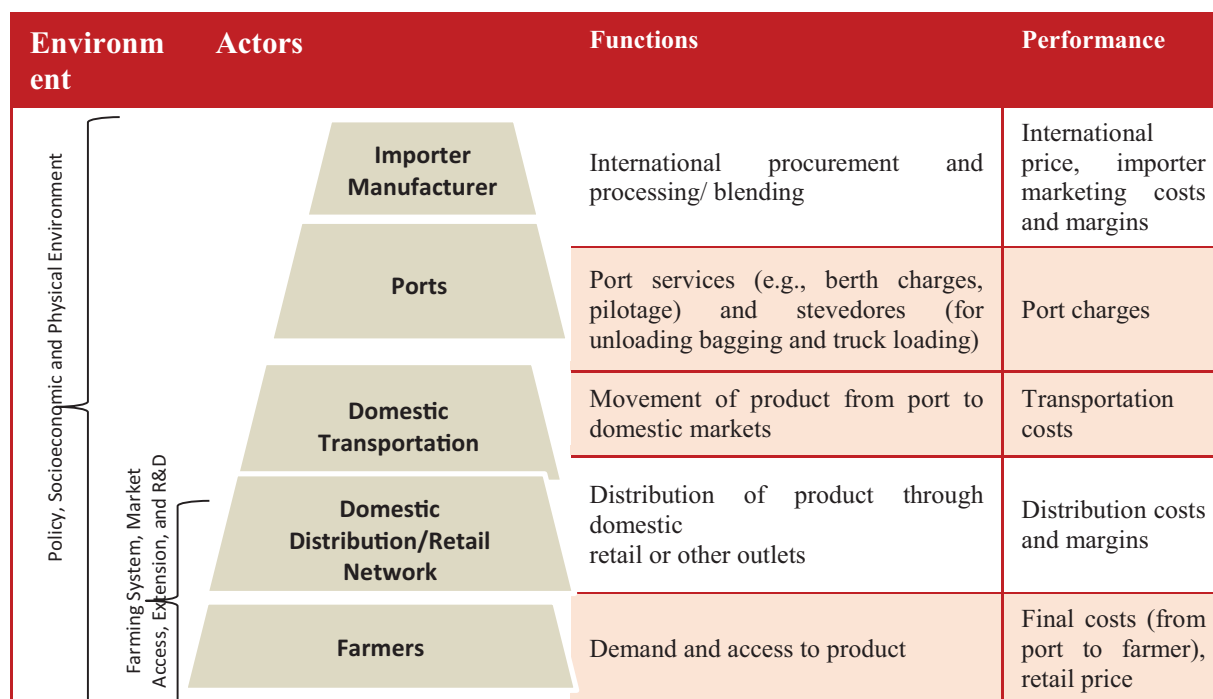 Environm
ent
Actors
Functions
Performance
Policy, Socioeconomic and Physical Environment
Farming System, Market
Access, Extension, and R&D
Importer
Manufacturer
International procurement and
processing/ blending
International
price, importer
marketing costs
and margins
Ports
Port services (e.g., berth charges,
pilotage) and stevedores (for
unloading bagging and truck loading)
Port charges
Domestic
Transportation
Movement of product from port to
domestic markets
Transportation
costs
Domestic
Distribution/Retail
Network
Distribution of product through
domestic
retail or other outlets
Distribution costs
and margins
Farmers
Demand and access to product
Final costs (from
port to farmer),
retail price